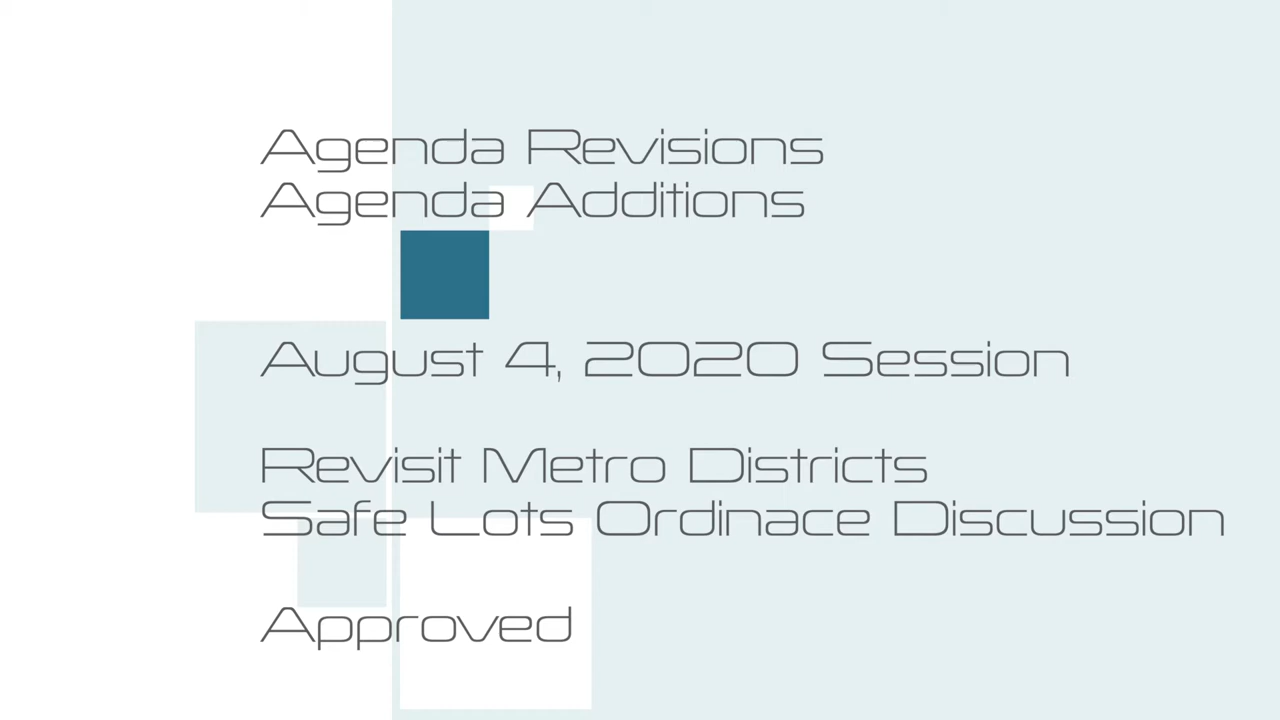 Agenda Revisions
Agenda Additions
August 4, 2020 Session
Revisit Metro Districts
Safe Lots Ordinace Discussion
Approved